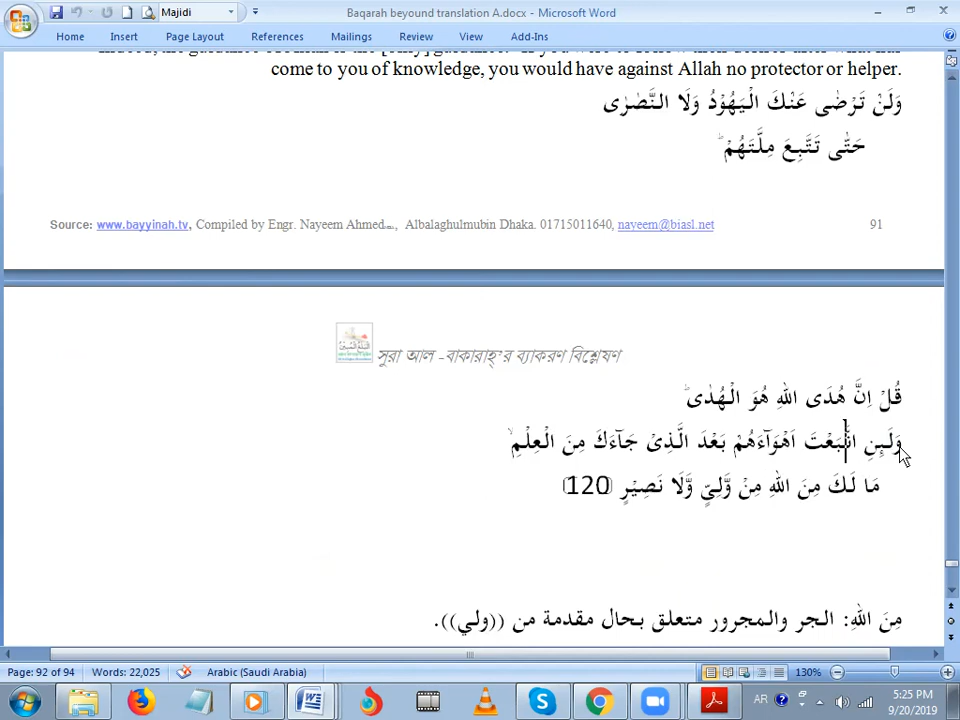 Majidi
Baqarah beyound translation A.docx - Microsoft Word
Home Insert Page Layout References Mailings Review View Add-Ins
come to you of knowledge, you would have against Allah no protector or helper.
وَلَنْ تَرْضٰى عَنْكَ الْيَهُوْدُ وَلَا النَّصٰرٰى
حَتّٰى تَتَّبِعَ مِلَّتَهُمْ ؕ
Source: www.bayyinah.tv, Compiled by Engr. Nayeem Ahmed, Albalaghulmubin Dhaka. 01715011640, nayeem@biasl.net 91
সুরা আল -বাকারাহ্’র ব্যাকরণ বিশ্লেষণ
قُلْ اِنَّ هُدَى اللّٰهِ هُوَ الْهُدٰى ؕ
وَلَىِٕنِ اتَّبَعْتَ اَهْوَآءَهُمْ بَعْدَ الَّذِىْ جَآءَكَ مِنَ الْعِلْمِ ۙ
مَا لَكَ مِنَ اللّٰهِ مِنْ وَّلِىٍّ وَّلَا نَصِيْرٍ (120)
مِنَ اللّٰهِ: الجر والمجرور متعلق بحال مقدمة من ((ولي)).
Page: 92 of 94 Words: 22,025 Arabic (Saudi Arabia) 130%
AR 5:25 PM
9/20/2019